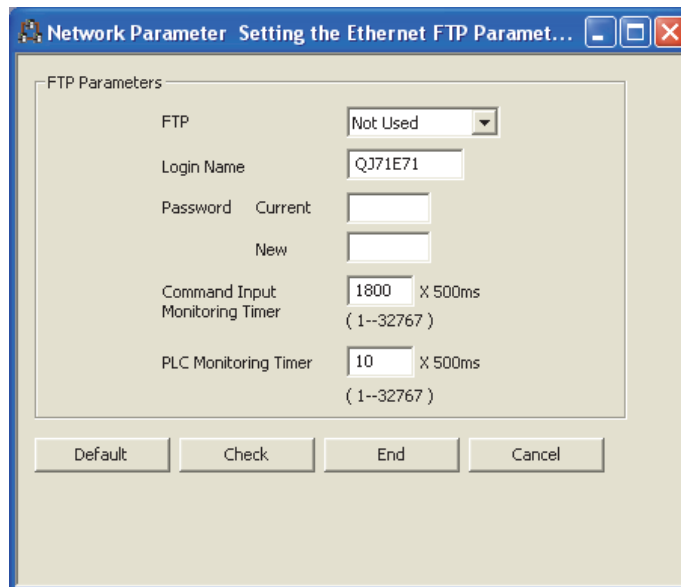 Network Parameter Setting the Ethernet FTP Paramet...
FTP Parameters
FTP Not Used
Login Name QJ71E71
Password Current
New
Command Input
Monitoring Timer 1800 X 500ms
( 1--32767 )
PLC Monitoring Timer 10 X 500ms
( 1--32767 )
Default Check End Cancel